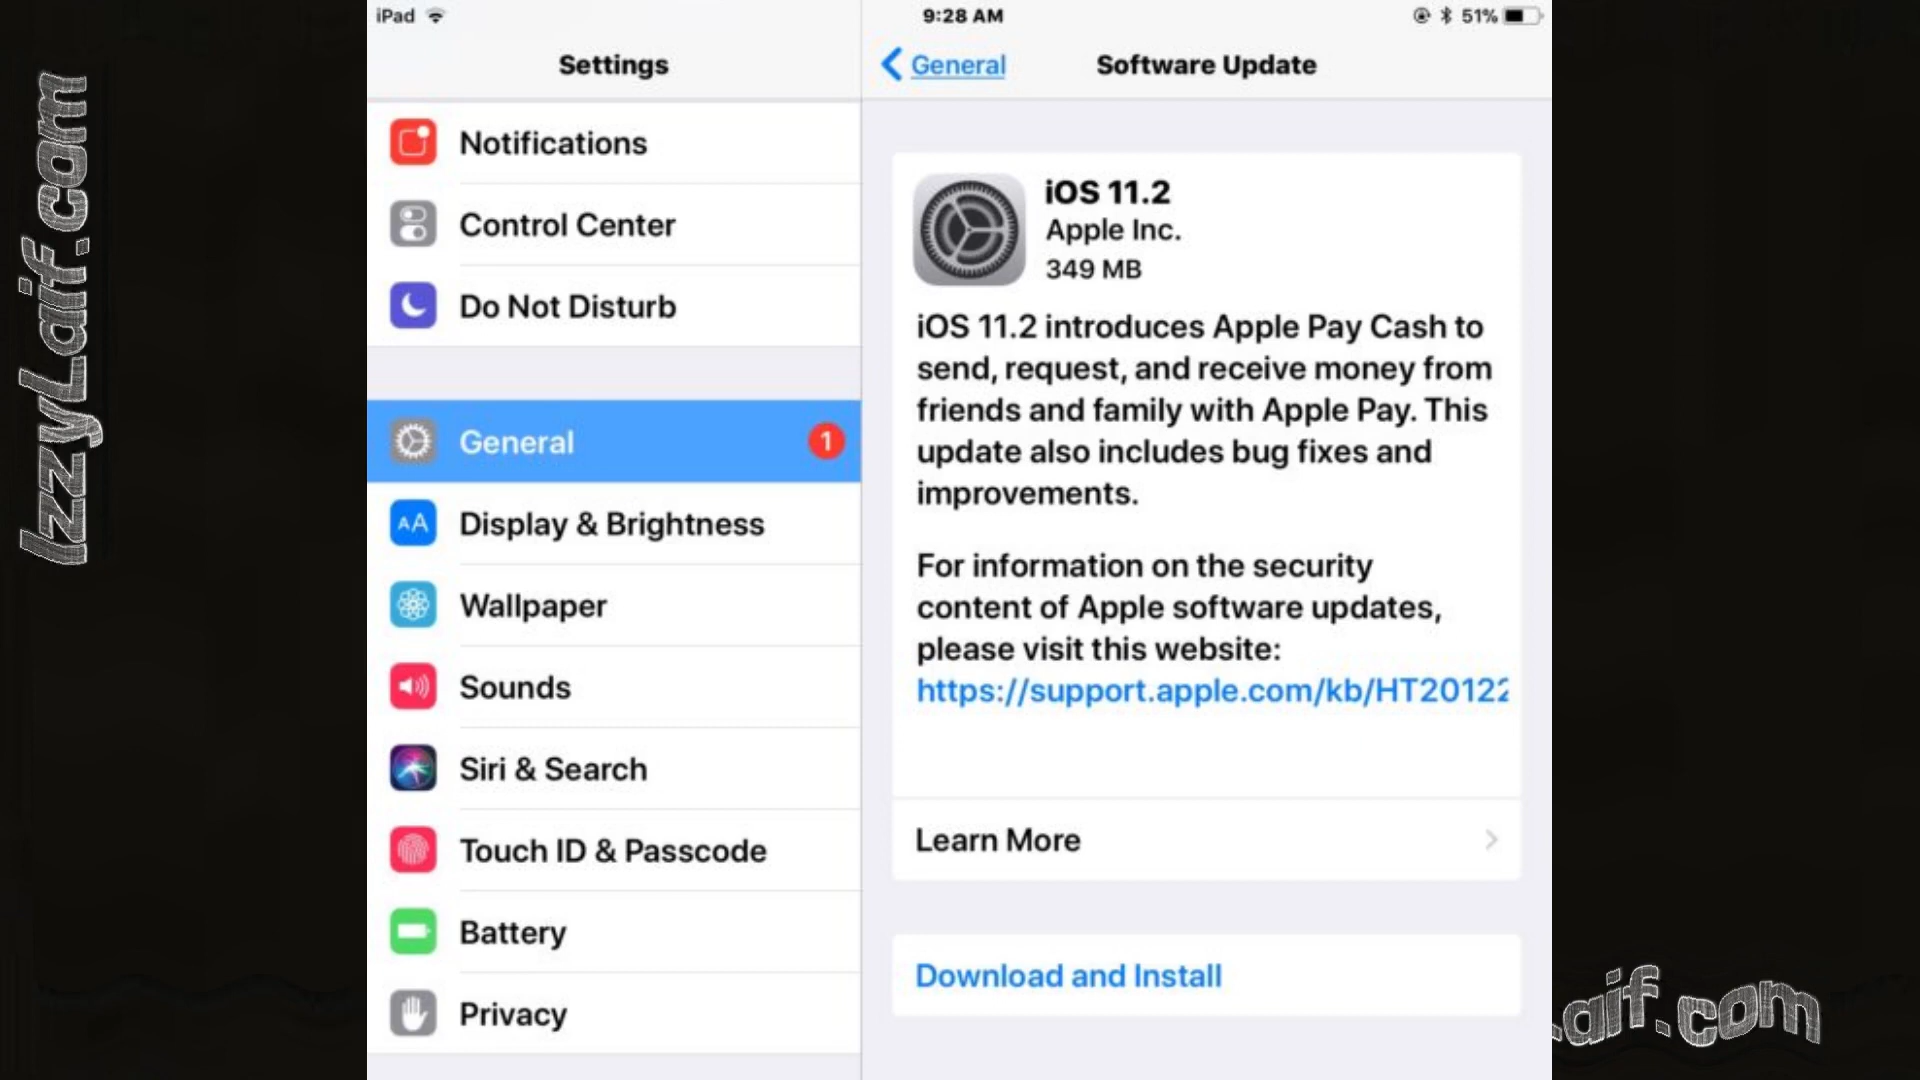 IzzyLaif.com
iPad
9:28 AM
51%
Settings
General
Software Update
Notifications
Control Center
Do Not Disturb
General
1
Display & Brightness
Wallpaper
Sounds
Siri & Search
Touch ID & Passcode
Battery
Privacy
iOS 11.2
Apple Inc.
349 MB
iOS 11.2 introduces Apple Pay Cash to
send, request, and receive money from
friends and family with Apple Pay. This
update also includes bug fixes and
improvements.
For information on the security
content of Apple software updates,
please visit this website:
https://support.apple.com/kb/HT20122
Learn More
Download and Install
aif.com